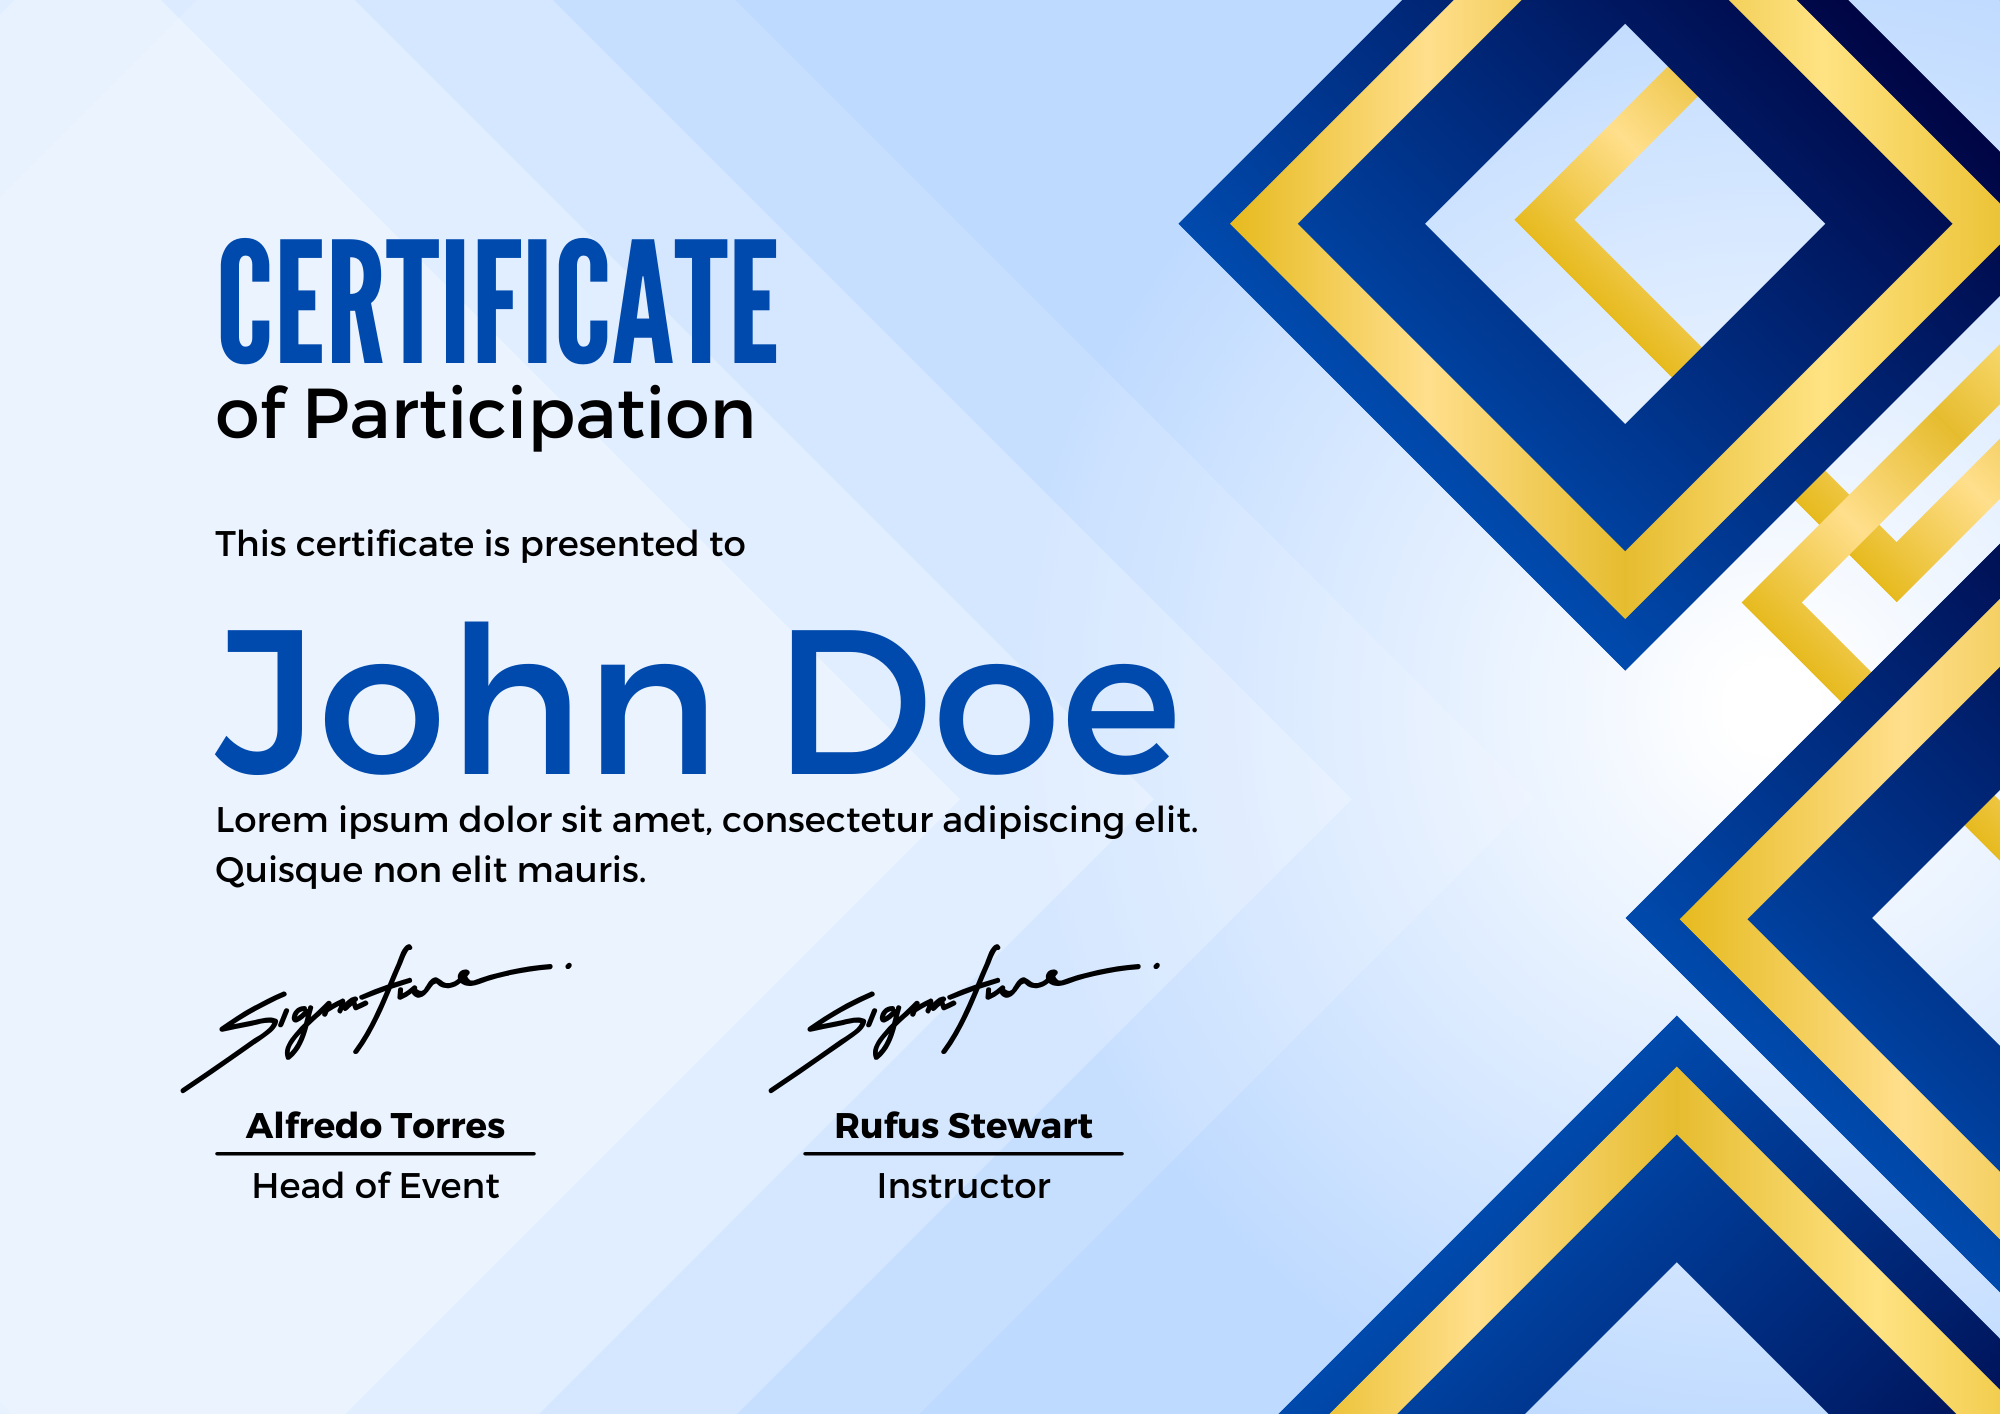 CERTIFICATE
of Participation
This certificate is presented to
John Doe
Lorem ipsum dolor sit amet, consectetur adipiscing elit.
Quisque non elit mauris.
Signature Signature
Alfredo Torres Rufus Stewart
Head of Event Instructor